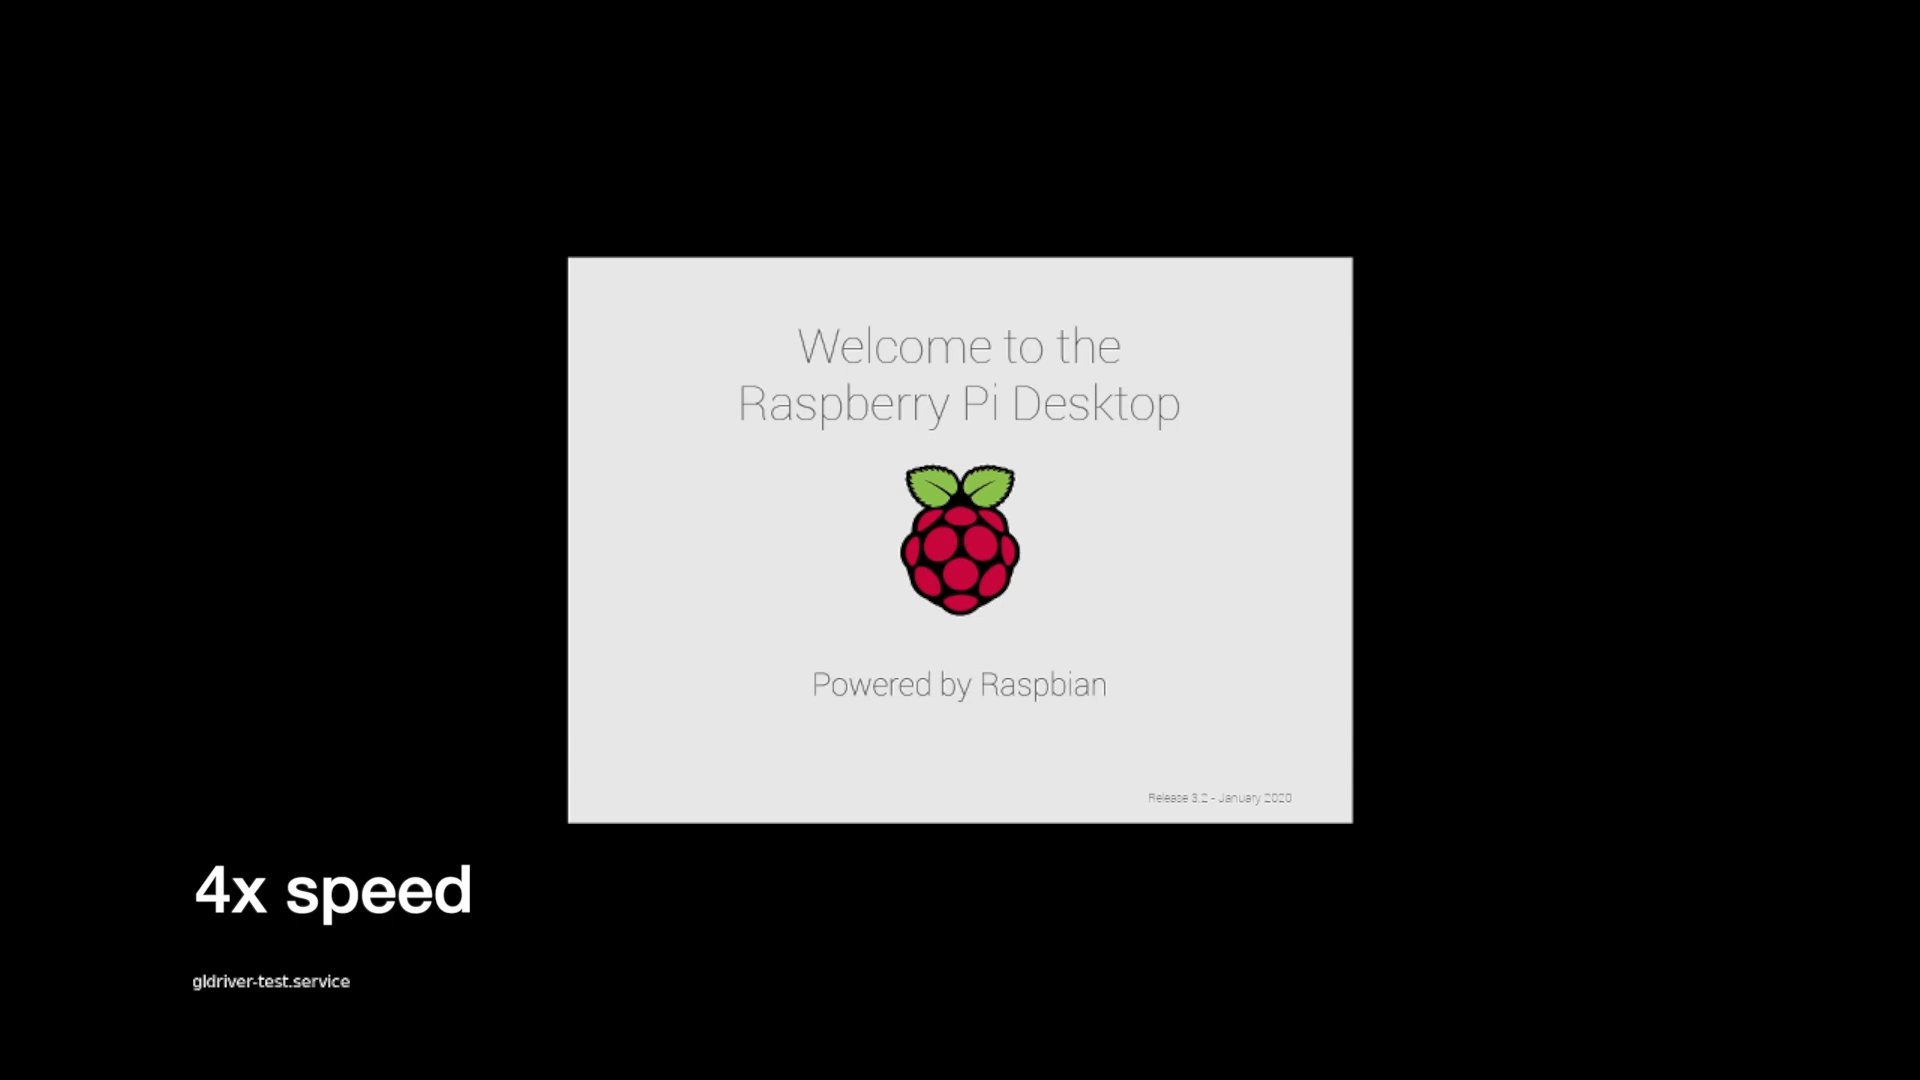 Welcome to the
Raspberry Pi Desktop
Powered by Raspbian
Release 3.2 - January 2020
4x speed
gldriver-test.service